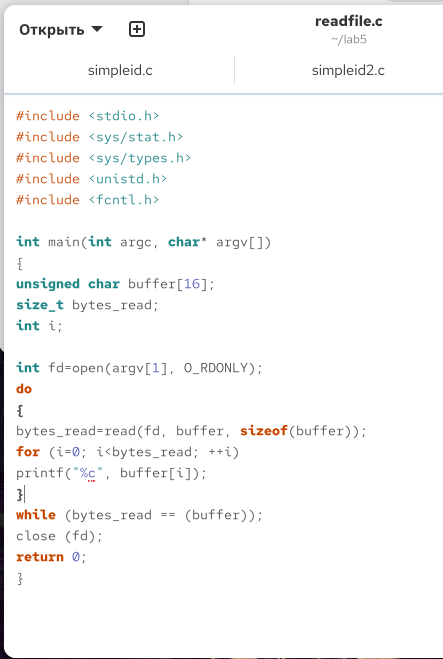 Открыть
readfile.c
~/lab5
simpleid.c
simpleid2.c
#include <stdio.h>
#include <sys/stat.h>
#include <sys/types.h>
#include <unistd.h>
#include <fcntl.h>
int main(int argc, char* argv[])
{
unsigned char buffer[16];
size_t bytes_read;
int i;
int fd=open(argv[1], O_RDONLY);
do
{
bytes_read=read(fd, buffer, sizeof(buffer));
for (i=0; i<bytes_read; ++i)
printf("%c", buffer[i]);
}
while (bytes_read == (buffer));
close (fd);
return 0;
}